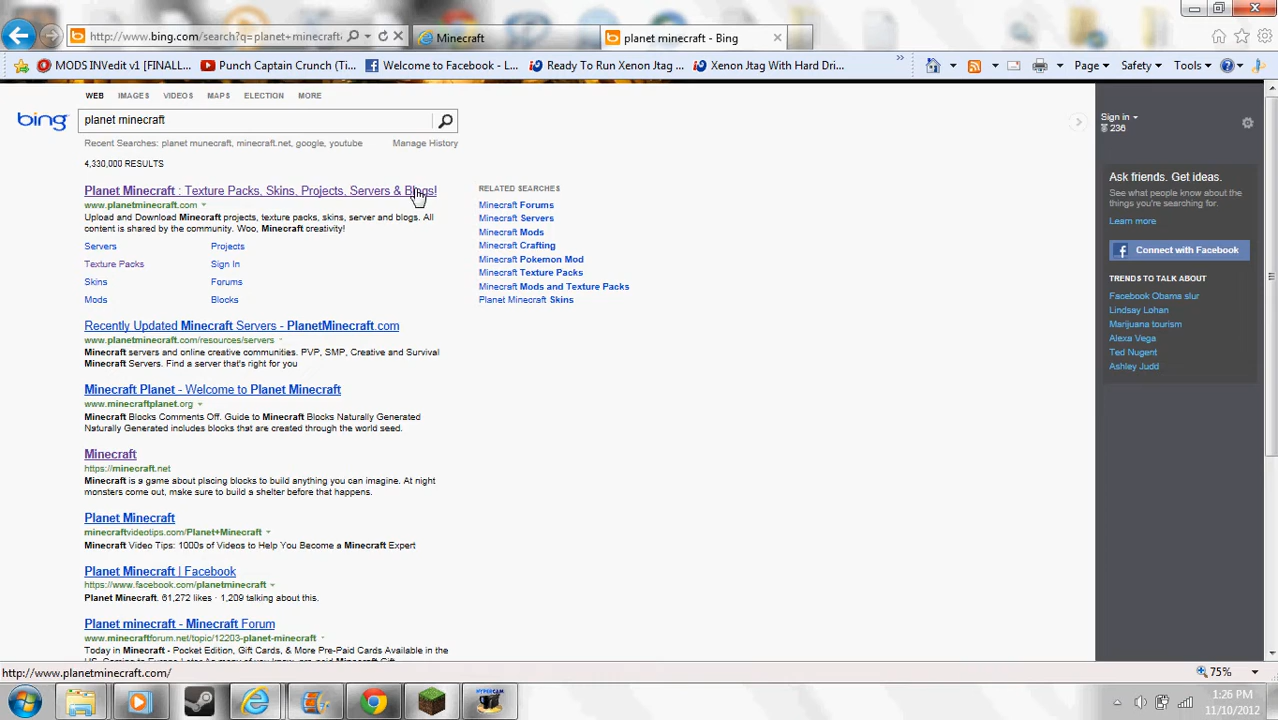 http://www.bing.com/search?q=planet+minecraft
Minecraft
planet minecraft - Bing
MODS INVedit v1 [FINALL...
Punch Captain Crunch (Ti...
Welcome to Facebook - L...
Ready To Run Xenon Jtag ...
Xenon Jtag With Hard Dri...
Page
Safety
Tools
WEB IMAGES VIDEOS MAPS ELECTION MORE
bing
planet minecraft
Recent Searches: planet munecraft, minecraft.net, google, youtube
Manage History
4,330,000 RESULTS
Planet Minecraft : Texture Packs, Skins, Projects, Servers & Blogs!
www.planetminecraft.com
Upload and Download Minecraft projects, texture packs, skins, server and blogs. All
content is shared by the community. Woo, Minecraft creativity!
Servers Projects
Texture Packs Sign In
Skins Forums
Mods Blocks
Recently Updated Minecraft Servers - PlanetMinecraft.com
www.planetminecraft.com/resources/servers
Minecraft servers and online creative communities. PVP, SMP, Creative and Survival
Minecraft Servers. Find a server that's right for you
Minecraft Planet - Welcome to Planet Minecraft
www.minecraftplanet.org
Minecraft Blocks Comments Off. Guide to Minecraft Blocks Naturally Generated
Naturally Generated includes blocks that are created through the world seed.
Minecraft
https://minecraft.net
Minecraft is a game about placing blocks to build anything you can imagine. At night
monsters come out, make sure to build a shelter before that happens.
Planet Minecraft
minecraftvideotips.com/Planet+Minecraft
Minecraft Video Tips: 1000s of Videos to Help You Become a Minecraft Expert
Planet Minecraft | Facebook
https://www.facebook.com/planetminecraft
Planet Minecraft. 61,272 likes · 1,209 talking about this.
Planet minecraft - Minecraft Forum
www.minecraftforum.net/topic/12203-planet-minecraft
Today in Minecraft - Pocket Edition, Gift Cards, & More Pre-Paid Cards Available in the
RELATED SEARCHES
Minecraft Forums
Minecraft Servers
Minecraft Mods
Minecraft Crafting
Minecraft Pokemon Mod
Minecraft Texture Packs
Minecraft Mods and Texture Packs
Planet Minecraft Skins
Sign in
236
Ask friends. Get ideas.
See what people know about the
things you're searching for.
Learn more
Connect with Facebook
TRENDS TO TALK ABOUT
Facebook Obama slur
Lindsay Lohan
Marijuana tourism
Alexa Vega
Ted Nugent
Ashley Judd
http://www.planetminecraft.com/
75%
HYPERCAM
1:26 PM
11/10/2012